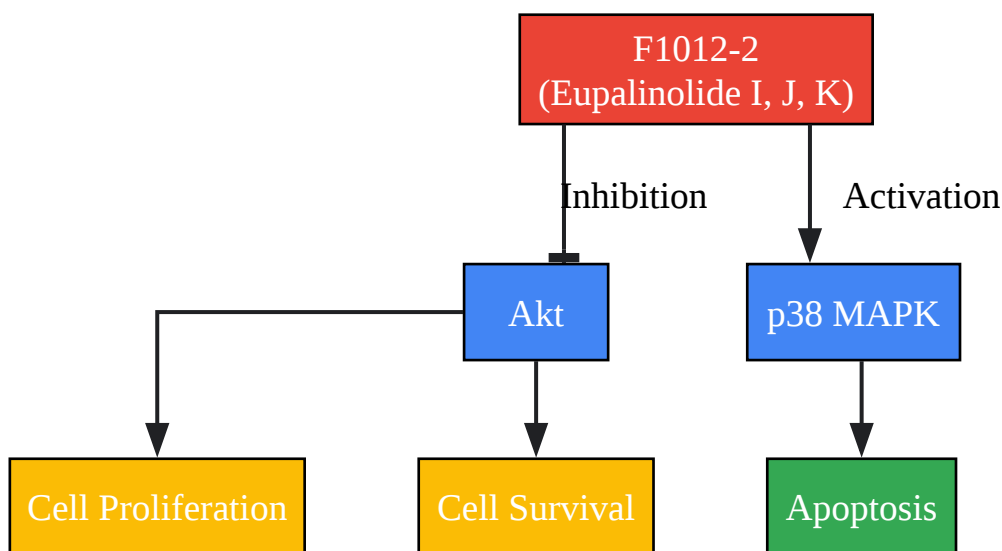 F1012-2
(Eupalinolide I, J, K)
Inhibition
Activation
Akt
p38 MAPK
Cell Proliferation
Cell Survival
Apoptosis